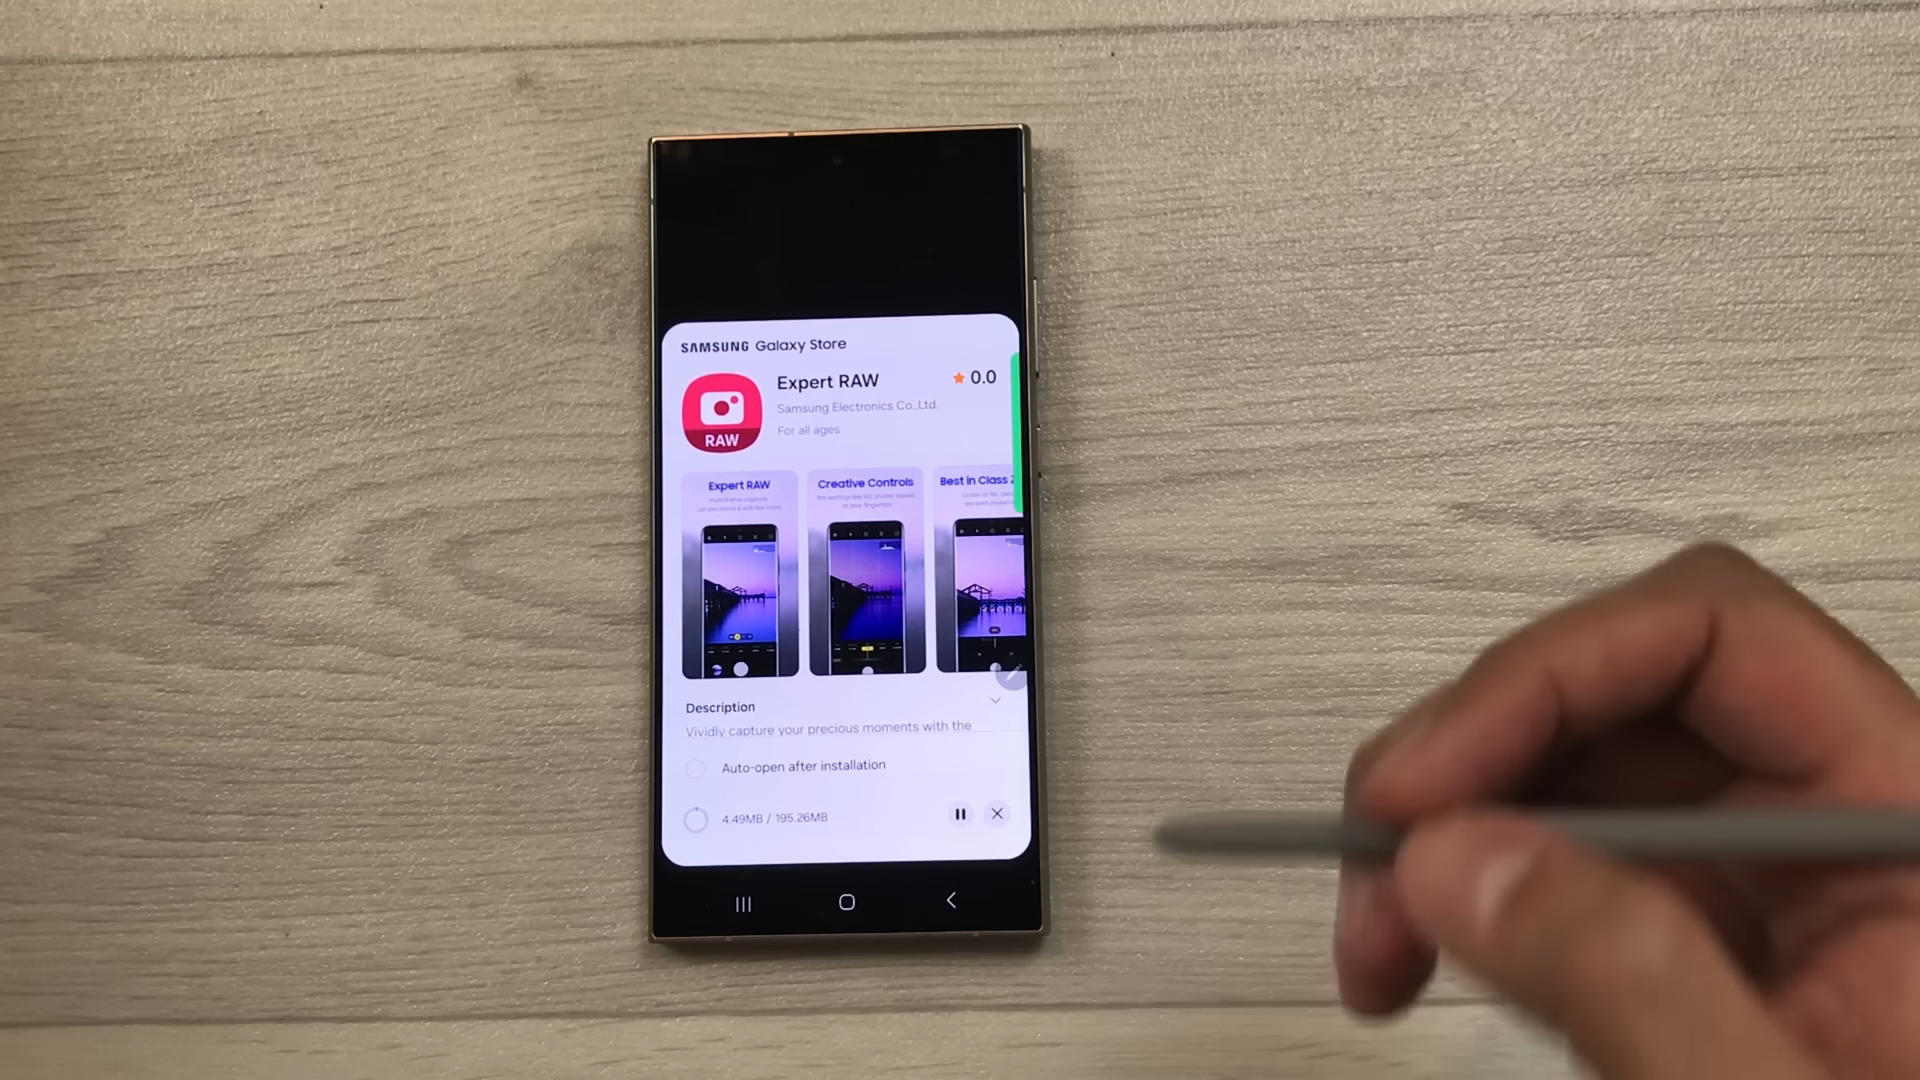 SAMSUNG Galaxy Store
Expert RAW
0.0
Samsung Electronics Co.,Ltd.
For all ages
RAW
Expert RAW
Creative Controls
Best in Class
Description
Vividly capture your precious moments with the
Auto-open after installation
4.49MB / 195.26MB